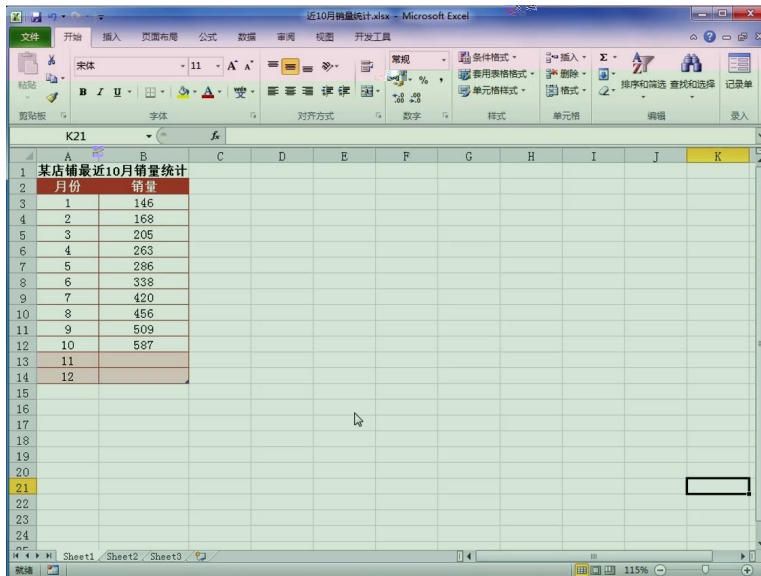 近10月销量统计.xlsx - Microsoft Excel
文件 开始 插入 页面布局 公式 数据 审阅 视图 开发工具
宋体 11 常规 条件格式 插入
粘贴 套用表格格式 删除 排序和筛选 查找和选择 记录单
B I U A 变 % , 单元格样式 格式
剪贴板 字体 对齐方式 数字 样式 单元格 编辑 录入
K21 fx
A B C D E F G H I J K
1 某店铺最近10月销量统计
2 月份 销量
3 1 146
4 2 168
5 3 205
6 4 263
7 5 286
8 6 338
9 7 420
10 8 456
11 9 509
12 10 587
13 11
14 12
15
16
17
18
19
20
21
22
23
24
25
Sheet1 Sheet2 Sheet3
就绪 115%